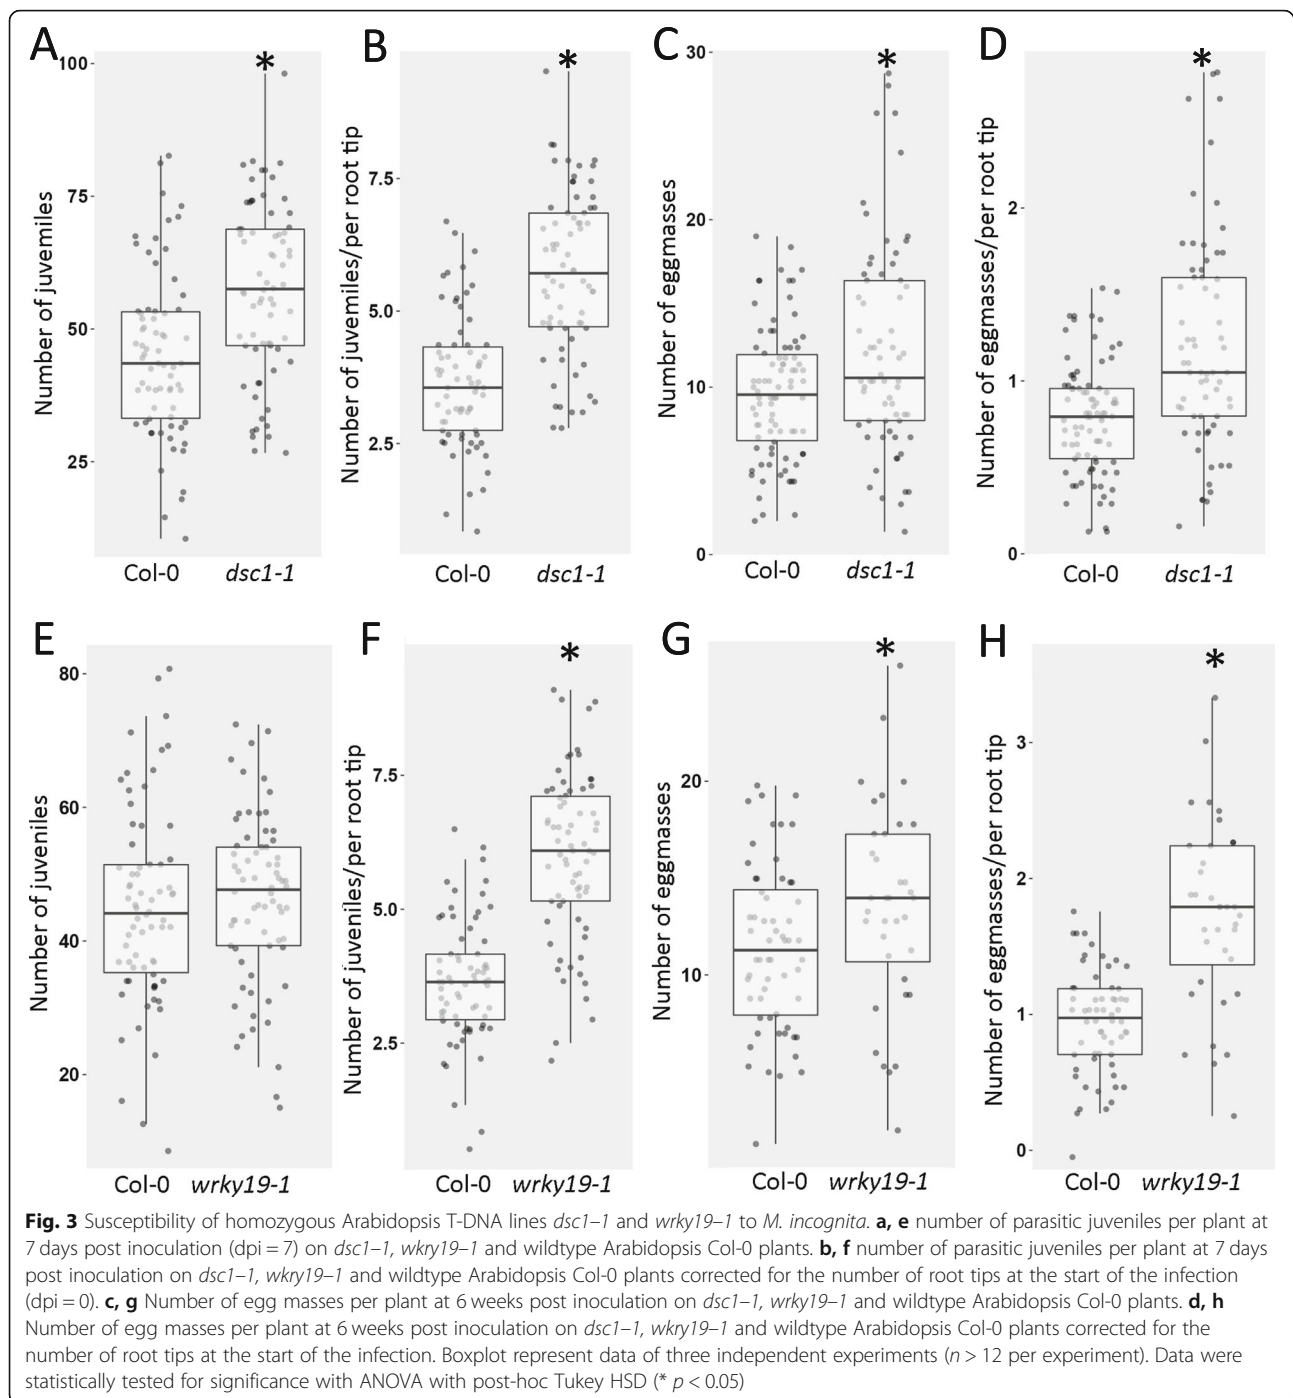 A
B
C
D
*
*
*
*
Number of juvemiles
100
75
50
25
Col-0 dsc1-1
Number of juvemiles/per root tip
7.5
5.0
2.5
Col-0 dsc1-1
Number of eggmasses
30
20
10
0
Col-0 dsc1-1
Number of eggmasses/per root tip
2
1
0
Col-0 dsc1-1
E
F
G
H
*
*
*
Number of juveniles
80
60
40
20
Col-0 wrky19-1
Number of juveniles/per root tip
7.5
5.0
2.5
Col-0 wrky19-1
Number of eggmasses
20
10
Col-0 wrky19-1
Number of eggmasses/per root tip
3
2
1
0
Col-0 wrky19-1
Fig. 3 Susceptibility of homozygous Arabidopsis T-DNA lines dsc1–1 and wrky19–1 to M. incognita. a, e number of parasitic juveniles per plant at
7 days post inoculation (dpi = 7) on dsc1–1, wkry19–1 and wildtype Arabidopsis Col-0 plants. b, f number of parasitic juveniles per plant at 7 days
post inoculation on dsc1–1, wkry19–1 and wildtype Arabidopsis Col-0 plants corrected for the number of root tips at the start of the infection
(dpi = 0). c, g Number of egg masses per plant at 6 weeks post inoculation on dsc1–1, wrky19–1 and wildtype Arabidopsis Col-0 plants. d, h
Number of egg masses per plant at 6 weeks post inoculation on dsc1–1, wkry19–1 and wildtype Arabidopsis Col-0 plants corrected for the
number of root tips at the start of the infection. Boxplot represent data of three independent experiments (n > 12 per experiment). Data were
statistically tested for significance with ANOVA with post-hoc Tukey HSD (* p < 0.05)